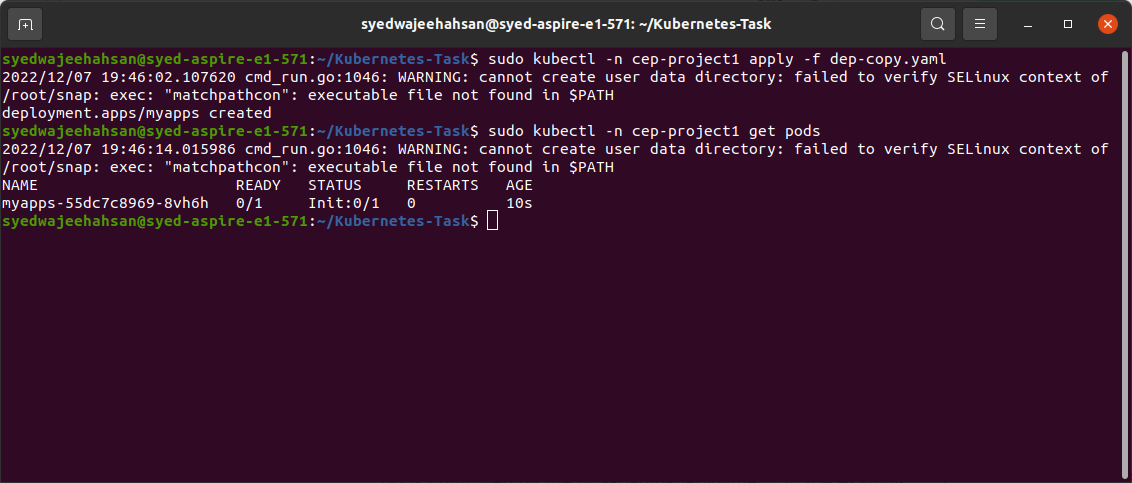 syedwajeehahsan@syed-aspire-e1-571: ~/Kubernetes-Task
syedwajeehahsan@syed-aspire-e1-571:~/Kubernetes-Task$ sudo kubectl -n cep-project1 apply -f dep-copy.yaml
2022/12/07 19:46:02.107620 cmd_run.go:1046: WARNING: cannot create user data directory: failed to verify SELinux context of
/root/snap: exec: "matchpathcon": executable file not found in $PATH
deployment.apps/myapps created
syedwajeehahsan@syed-aspire-e1-571:~/Kubernetes-Task$ sudo kubectl -n cep-project1 get pods
2022/12/07 19:46:14.015986 cmd_run.go:1046: WARNING: cannot create user data directory: failed to verify SELinux context of
/root/snap: exec: "matchpathcon": executable file not found in $PATH
NAME                      READY   STATUS     RESTARTS   AGE
myapps-55dc7c8969-8vh6h   0/1     Init:0/1   0          10s
syedwajeehahsan@syed-aspire-e1-571:~/Kubernetes-Task$